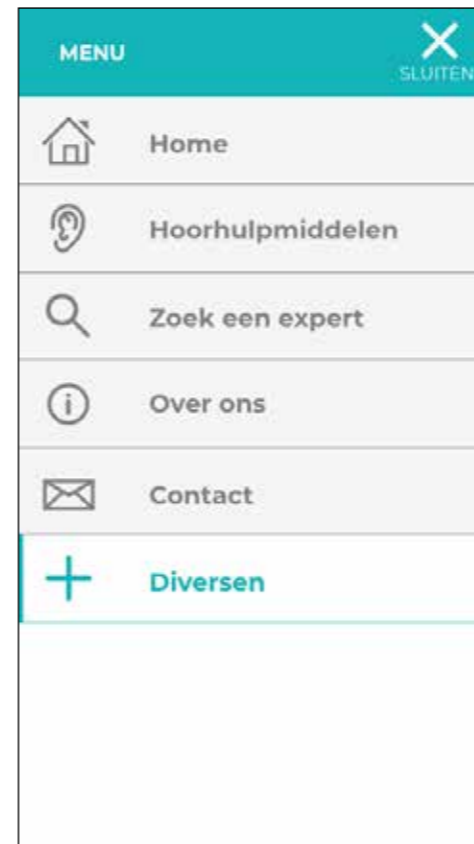 MENU
SLUITEN
Home
Hoorhulpmiddelen
Zoek een expert
Over ons
Contact
Diversen